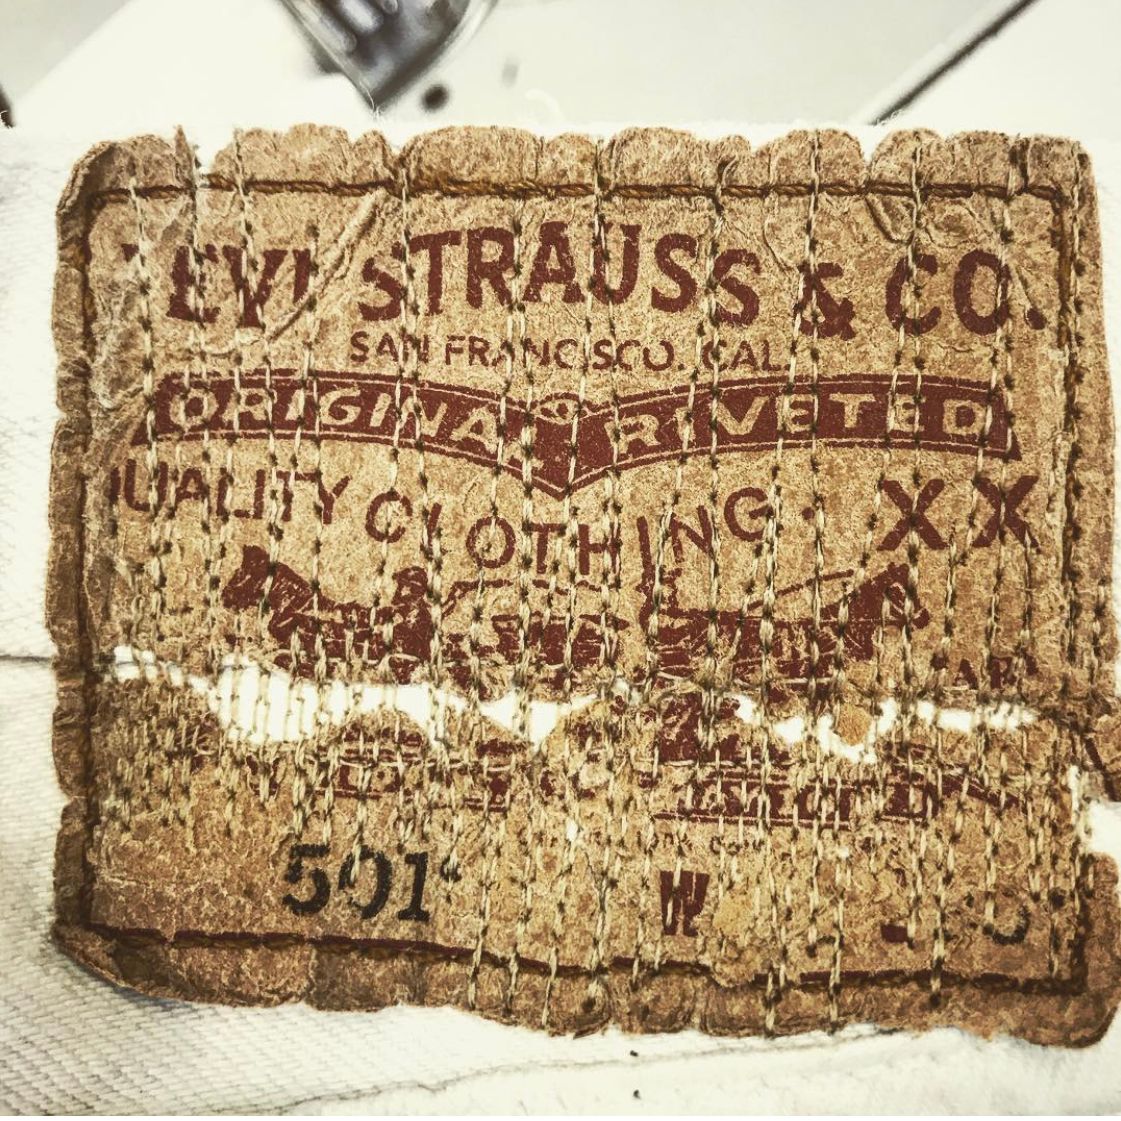 LEVI STRAUSS & CO.
SAN FRANCISCO. CAL.
ORIGINAL RIVETED
QUALITY CLOTHING. XX
501
W